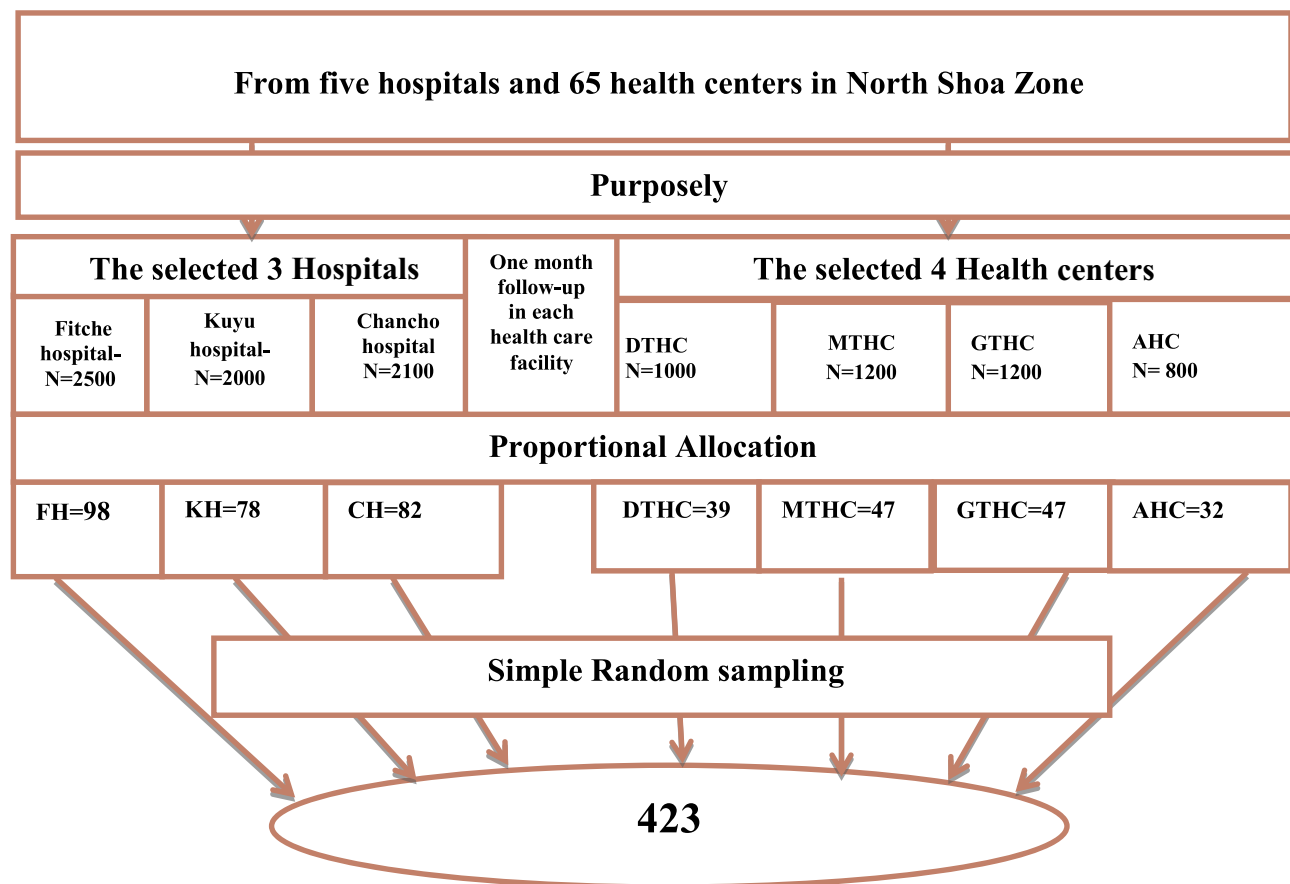 From five hospitals and 65 health centers in North Shoa Zone
Purposely
The selected 3 Hospitals
One month
follow-up
in each
health care
facility
The selected 4 Health centers
Fitche
hospital-
N=2500
Kuyu
hospital-
N=2000
Chancho
hospital
N=2100
DTHC
N=1000
MTHC
N=1200
GTHC
N=1200
AHC
N= 800
Proportional Allocation
FH=98
KH=78
CH=82
DTHC=39
MTHC=47
GTHC=47
AHC=32
Simple Random sampling
423